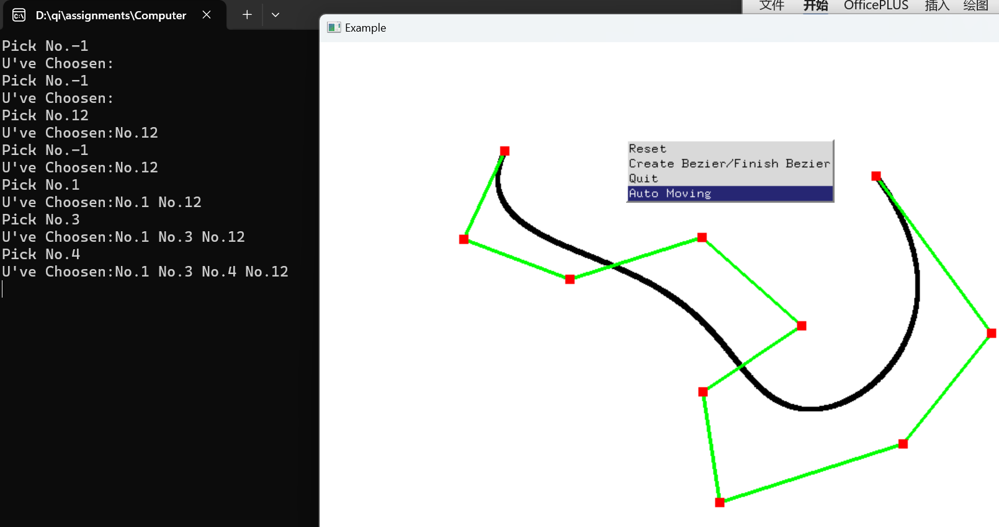 D:\qi\assignments\Computer
文件 开始 OfficePLUS 插入 绘图
Example
Pick No.-1
U've Choosen:
Pick No.-1
U've Choosen:
Pick No.12
U've Choosen:No.12
Pick No.-1
U've Choosen:No.12
Pick No.1
U've Choosen:No.1 No.12
Pick No.3
U've Choosen:No.1 No.3 No.12
Pick No.4
U've Choosen:No.1 No.3 No.4 No.12
Reset
Create Bezier/Finish Bezier
Quit
Auto Moving